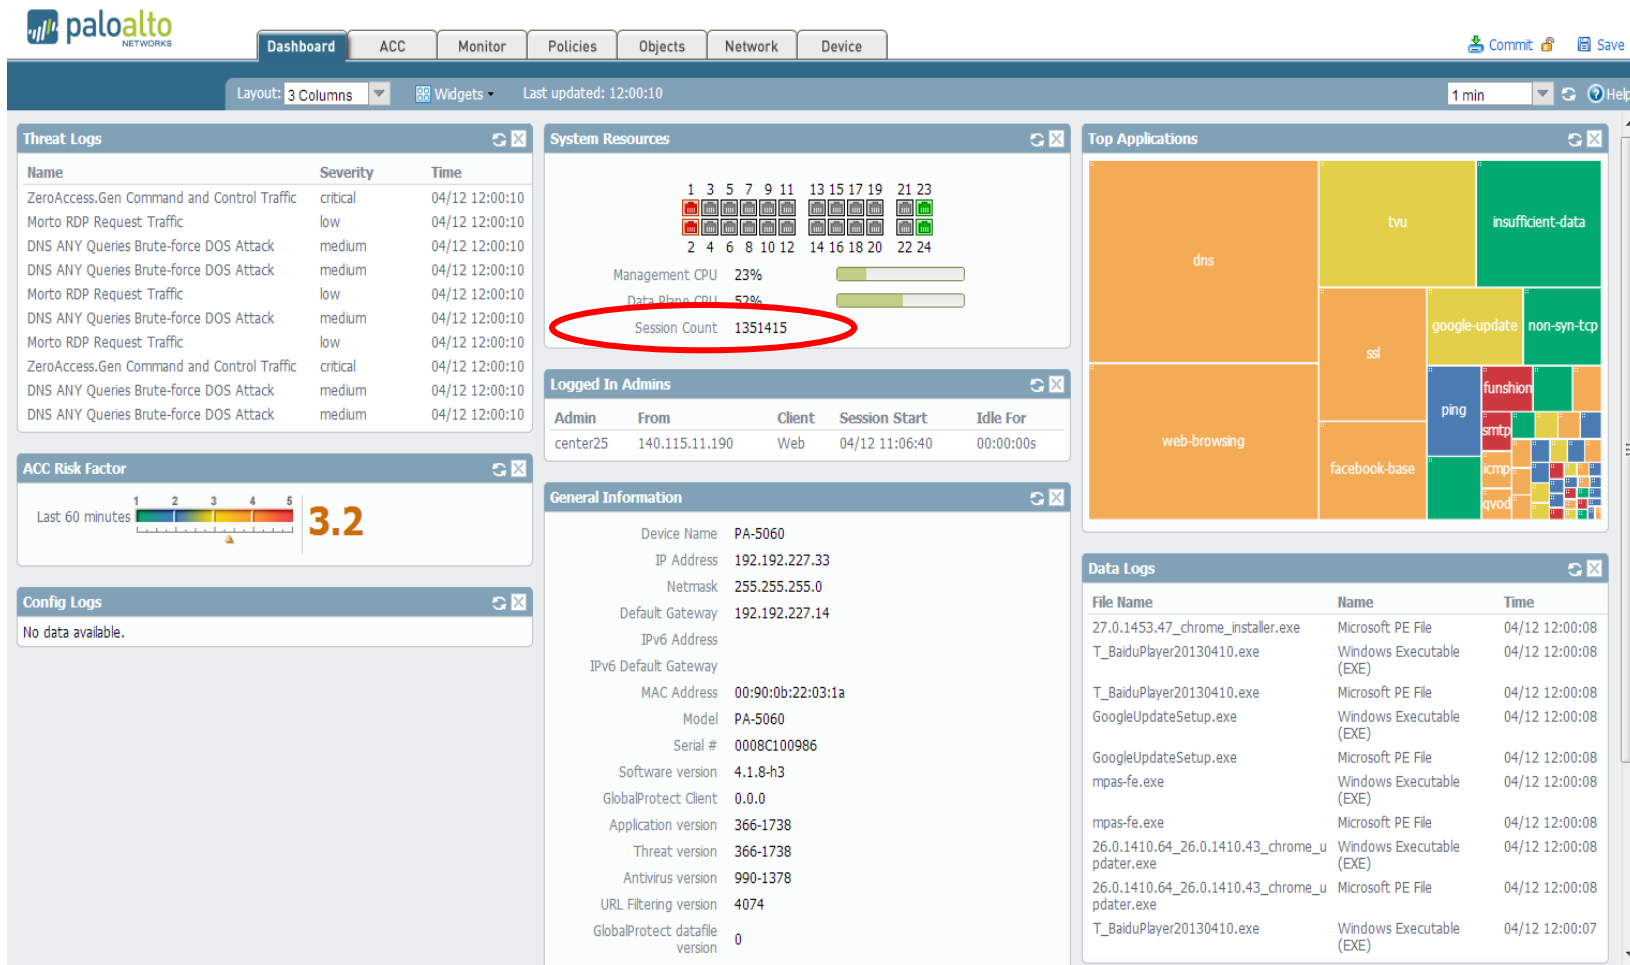 paloalto
NETWORKS
Dashboard ACC Monitor Policies Objects Network Device
Commit Save
Layout: 3 Columns Widgets Last updated: 12:00:10
1 min Help
Threat Logs
Name Severity Time
ZeroAccess.Gen Command and Control Traffic critical 04/12 12:00:10
Morto RDP Request Traffic low 04/12 12:00:10
DNS ANY Queries Brute-force DOS Attack medium 04/12 12:00:10
DNS ANY Queries Brute-force DOS Attack medium 04/12 12:00:10
Morto RDP Request Traffic low 04/12 12:00:10
DNS ANY Queries Brute-force DOS Attack medium 04/12 12:00:10
Morto RDP Request Traffic low 04/12 12:00:10
ZeroAccess.Gen Command and Control Traffic critical 04/12 12:00:10
DNS ANY Queries Brute-force DOS Attack medium 04/12 12:00:10
DNS ANY Queries Brute-force DOS Attack medium 04/12 12:00:10
ACC Risk Factor
1 2 3 4 5
Last 60 minutes 3.2
Config Logs
No data available.
System Resources
1 3 5 7 9 11 13 15 17 19 21 23
2 4 6 8 10 12 14 16 18 20 22 24
Management CPU 23%
Data Plane CPU 52%
Session Count 1351415
Logged In Admins
Admin From Client Session Start Idle For
center25 140.115.11.190 Web 04/12 11:06:40 00:00:00s
General Information
Device Name PA-5060
IP Address 192.192.227.33
Netmask 255.255.255.0
Default Gateway 192.192.227.14
IPv6 Address
IPv6 Default Gateway
MAC Address 00:90:0b:22:03:1a
Model PA-5060
Serial # 0008C100986
Software version 4.1.8-h3
GlobalProtect Client 0.0.0
Application version 366-1738
Threat version 366-1738
Antivirus version 990-1378
URL Filtering version 4074
GlobalProtect datafile
version 0
Top Applications
dns
tvu
insufficient-data
web-browsing
ssl
google-update
non-syn-tcp
facebook-base
ping
funshion
smtp
icmp
qvod
Data Logs
File Name Name Time
27.0.1453.47_chrome_installer.exe Microsoft PE File 04/12 12:00:08
T_BaiduPlayer20130410.exe Windows Executable 04/12 12:00:08
(EXE)
T_BaiduPlayer20130410.exe Microsoft PE File 04/12 12:00:08
GoogleUpdateSetup.exe Windows Executable 04/12 12:00:08
(EXE)
GoogleUpdateSetup.exe Microsoft PE File 04/12 12:00:08
mpas-fe.exe Windows Executable 04/12 12:00:08
(EXE)
mpas-fe.exe Microsoft PE File 04/12 12:00:08
26.0.1410.64_26.0.1410.43_chrome_u Windows Executable 04/12 12:00:08
pdater.exe (EXE)
26.0.1410.64_26.0.1410.43_chrome_u Microsoft PE File 04/12 12:00:08
pdater.exe
T_BaiduPlayer20130410.exe Windows Executable 04/12 12:00:07
(EXE)